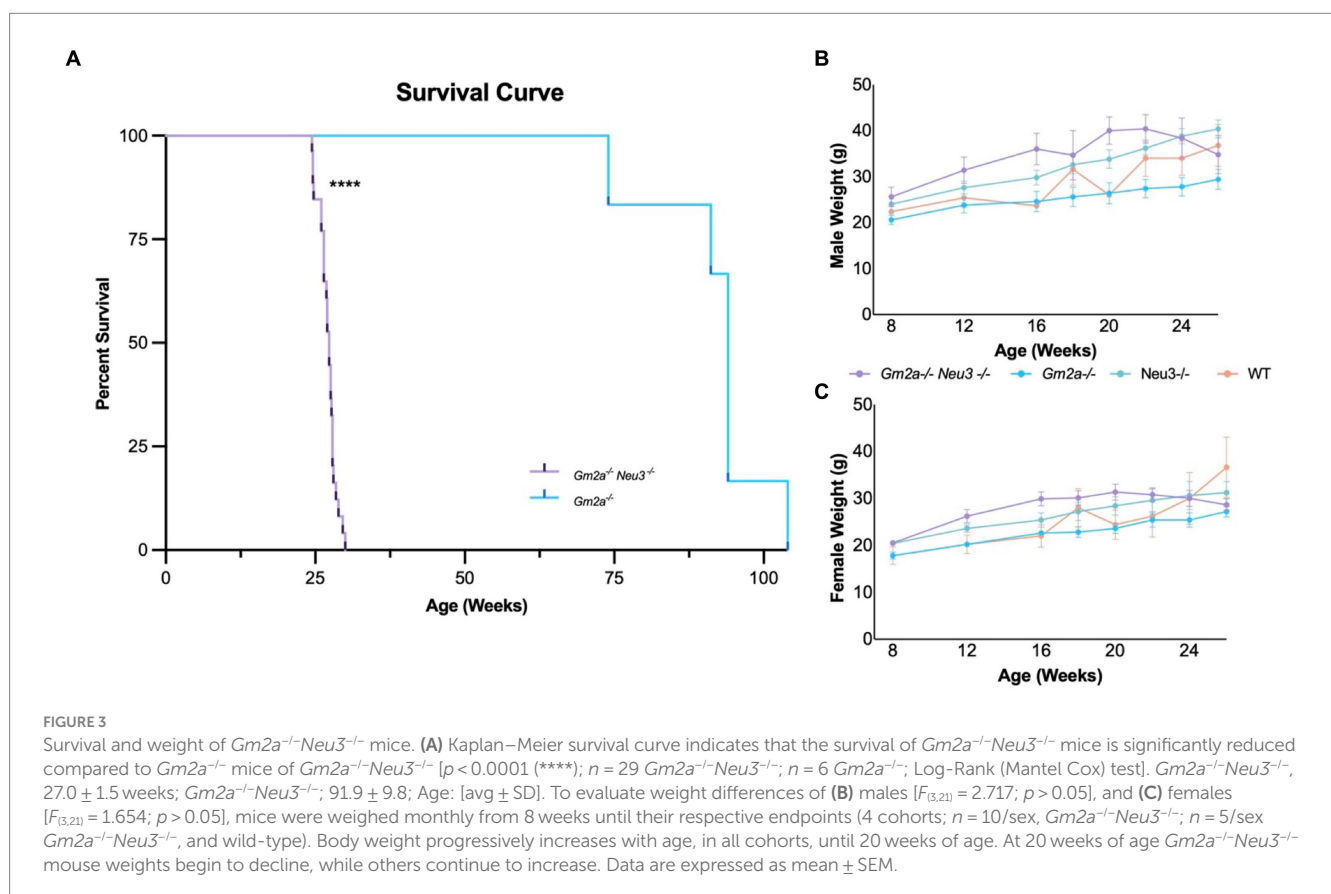 A
Survival Curve
100
75
50
25
0
Percent Survival
****
Gm2a-/- Neu3-/-
Gm2a-/-
0 25 50 75 100
Age (Weeks)
B
50
40
30
20
10
0
Male Weight (g)
8 12 16 20 24
Age (Weeks)
Gm2a-/- Neu3 -/- Gm2a-/- Neu3-/- WT
C
50
40
30
20
10
0
Female Weight (g)
8 12 16 20 24
Age (Weeks)
FIGURE 3
Survival and weight of Gm2a−/−Neu3−/− mice. (A) Kaplan–Meier survival curve indicates that the survival of Gm2a−/−Neu3−/− mice is significantly reduced
compared to Gm2a−/− mice of Gm2a−/−Neu3−/− [p < 0.0001 (****); n = 29 Gm2a−/−Neu3−/−; n = 6 Gm2a−/−; Log-Rank (Mantel Cox) test]. Gm2a−/−Neu3−/−,
27.0 ± 1.5 weeks; Gm2a−/−Neu3−/−; 91.9 ± 9.8; Age: [avg ± SD]. To evaluate weight differences of (B) males [F(3,21) = 2.717; p > 0.05], and (C) females
[F(3,21) = 1.654; p > 0.05], mice were weighed monthly from 8 weeks until their respective endpoints (4 cohorts; n = 10/sex, Gm2a−/−Neu3−/−; n = 5/sex
Gm2a−/−Neu3−/−, and wild-type). Body weight progressively increases with age, in all cohorts, until 20 weeks of age. At 20 weeks of age Gm2a−/−Neu3−/−
mouse weights begin to decline, while others continue to increase. Data are expressed as mean ± SEM.